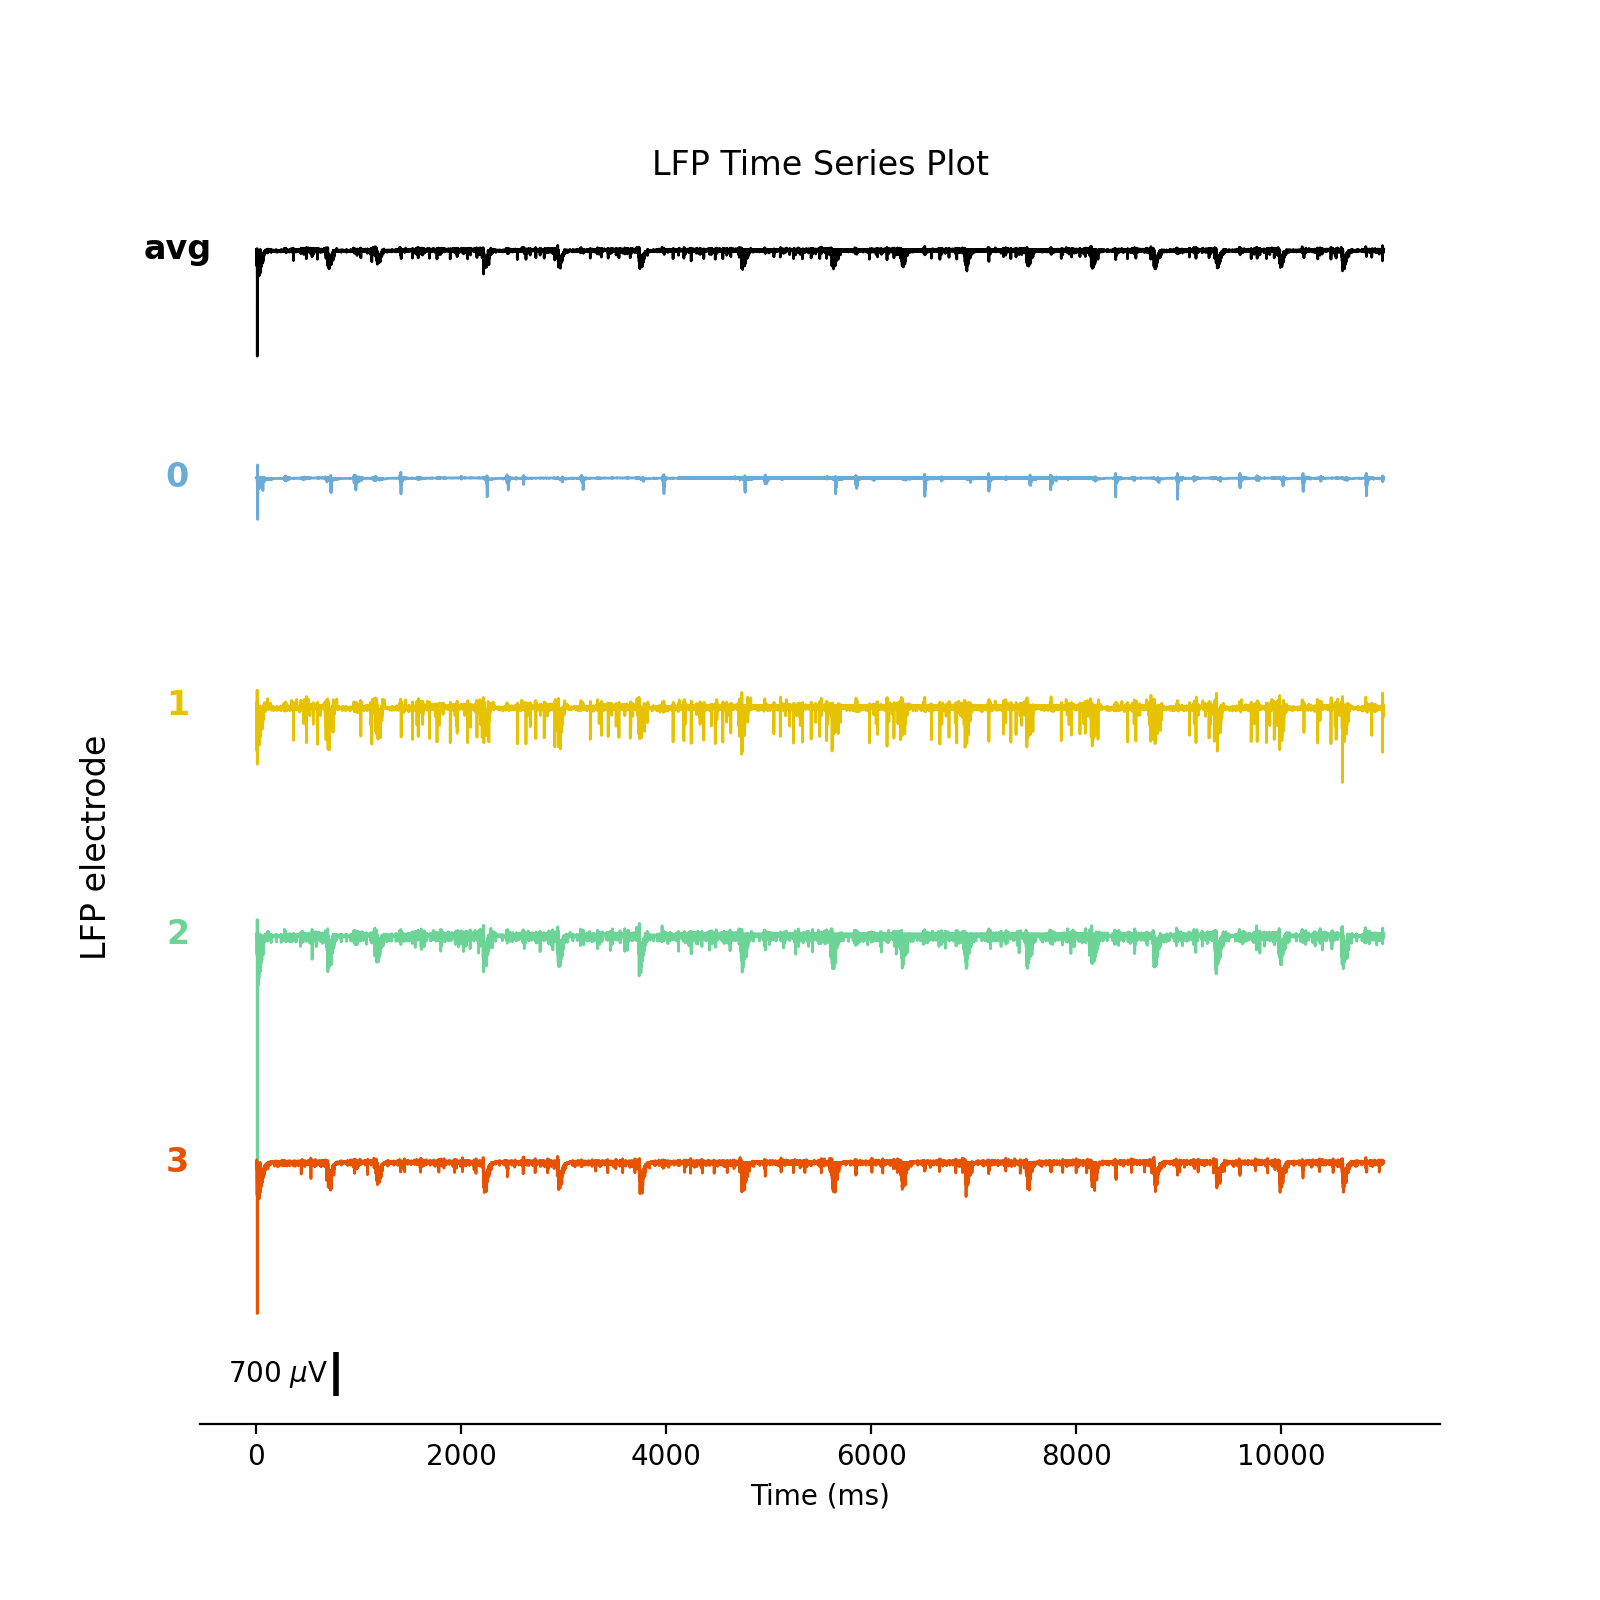 LFP Time Series Plot
avg
0
1
2
3
LFP electrode
700 μV
0 2000 4000 6000 8000 10000
Time (ms)